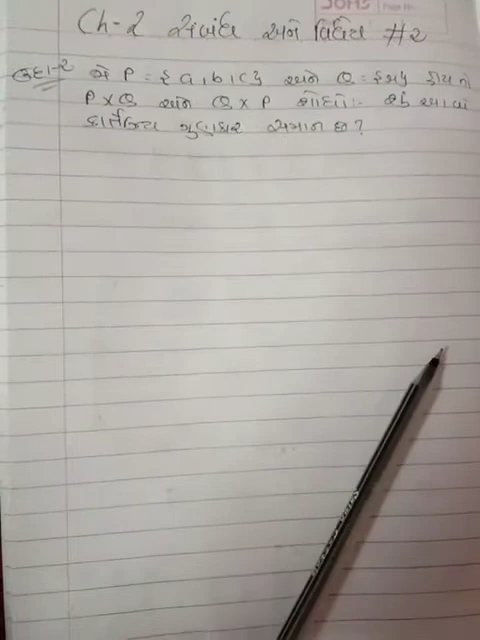 Ch-2 સંબંધ અને વિધેય #2
ઉદા-2 જો P = {a,b,c} અને Q = {r} હોય તો
P×Q અને Q×P શોધો. શું આ બે
કાર્તેઝિય ગુણાકાર સમાન છે?